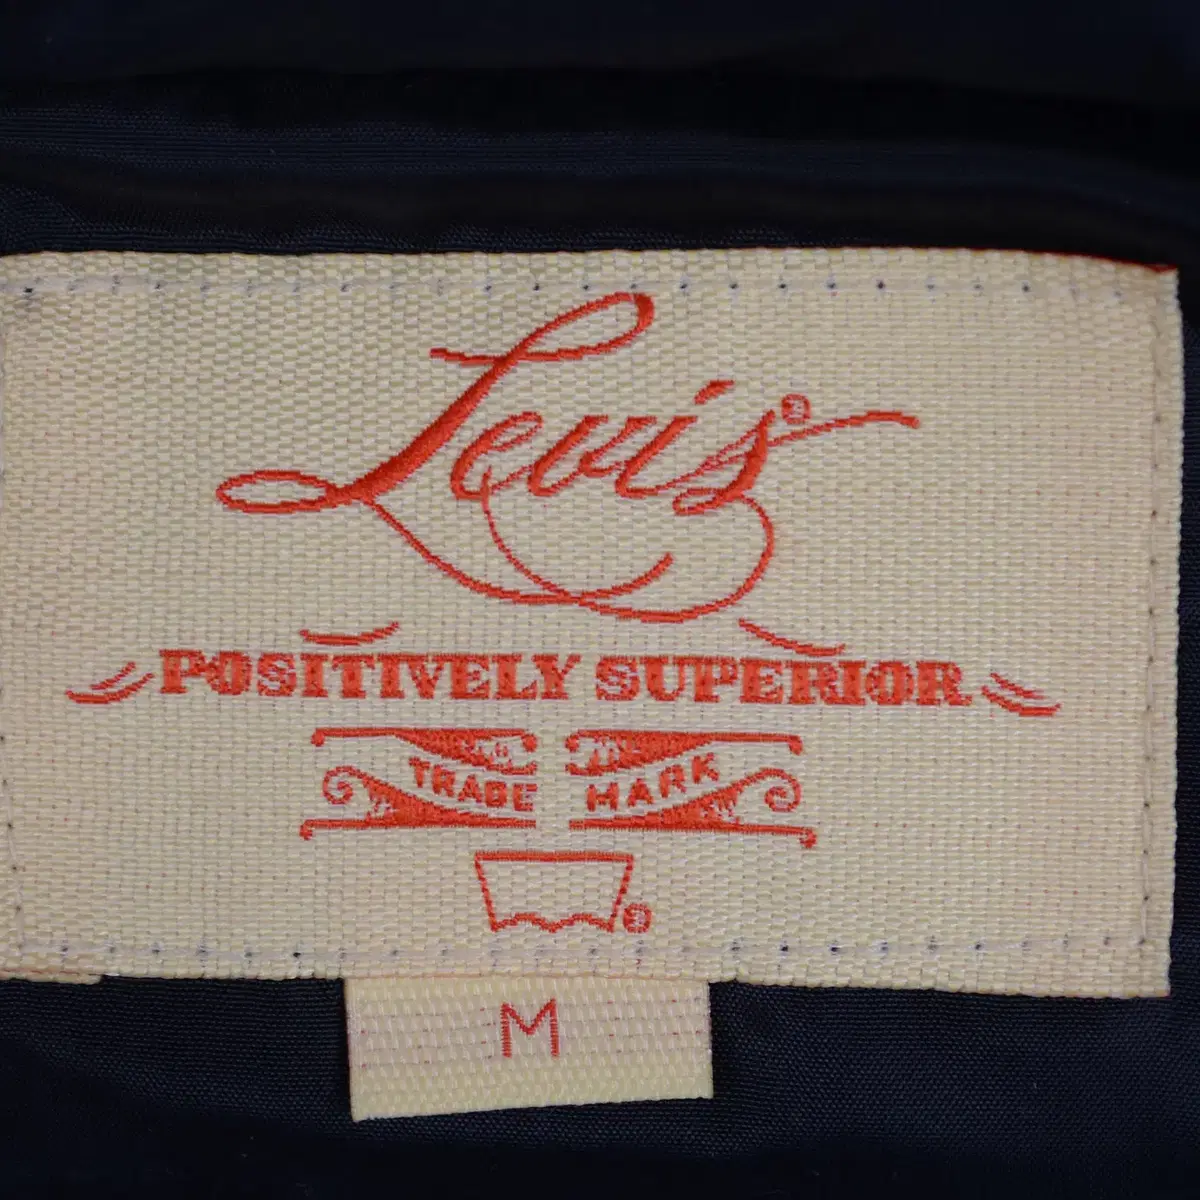 Levi's®
POSITIVELY SUPERIOR
TRADE MARK
®
M